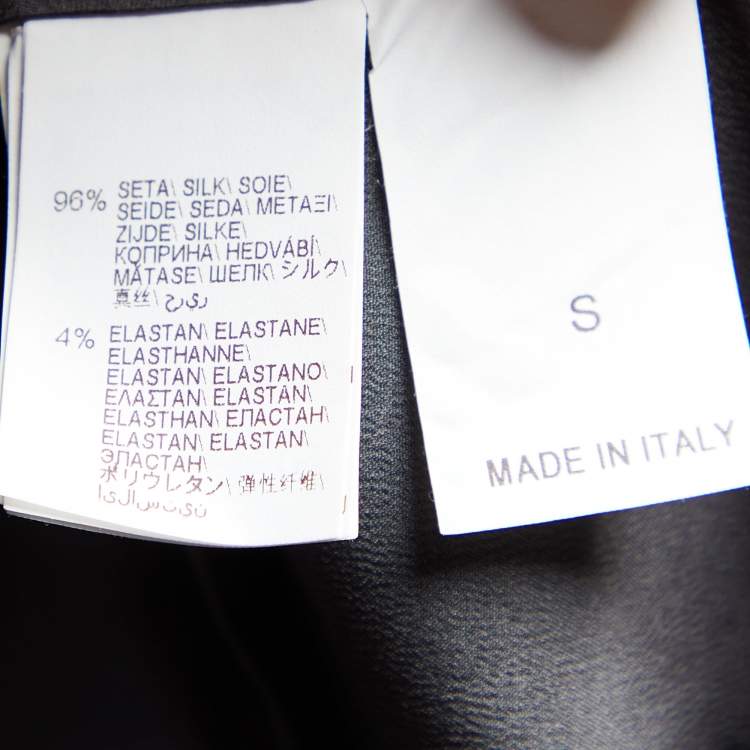 96% SETA\ SILK\ SOIE\
SEIDE\ SEDA\ ΜΕΤΑΞΙ\
ZIJDE\ SILKE\
КОПРИНА\ HEDVÁBÍ\
MĂTASE\ ШЕЛК\ シルク\
真丝\ حرير
4% ELASTAN\ ELASTANE\
ELASTHANNE\
ELASTAN\ ELASTANO\
ΕΛΑΣΤΑΝ\ ELASTAN\
ELASTHAN\ ЕЛАСТАН\
ELASTAN\ ELASTAN\
ЭЛАСТАН\
ポリウレタン\ 弹性纤维\
ايلاستين
S
MADE IN ITALY